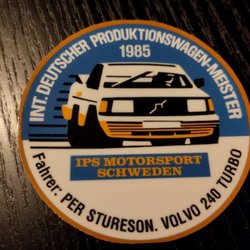 INT. DEUTSCHER PRODUKTIONSWAGEN-MEISTER
1985
IPS MOTORSPORT
SCHWEDEN
Fahrer: PER STURESON. VOLVO 240 TURBO